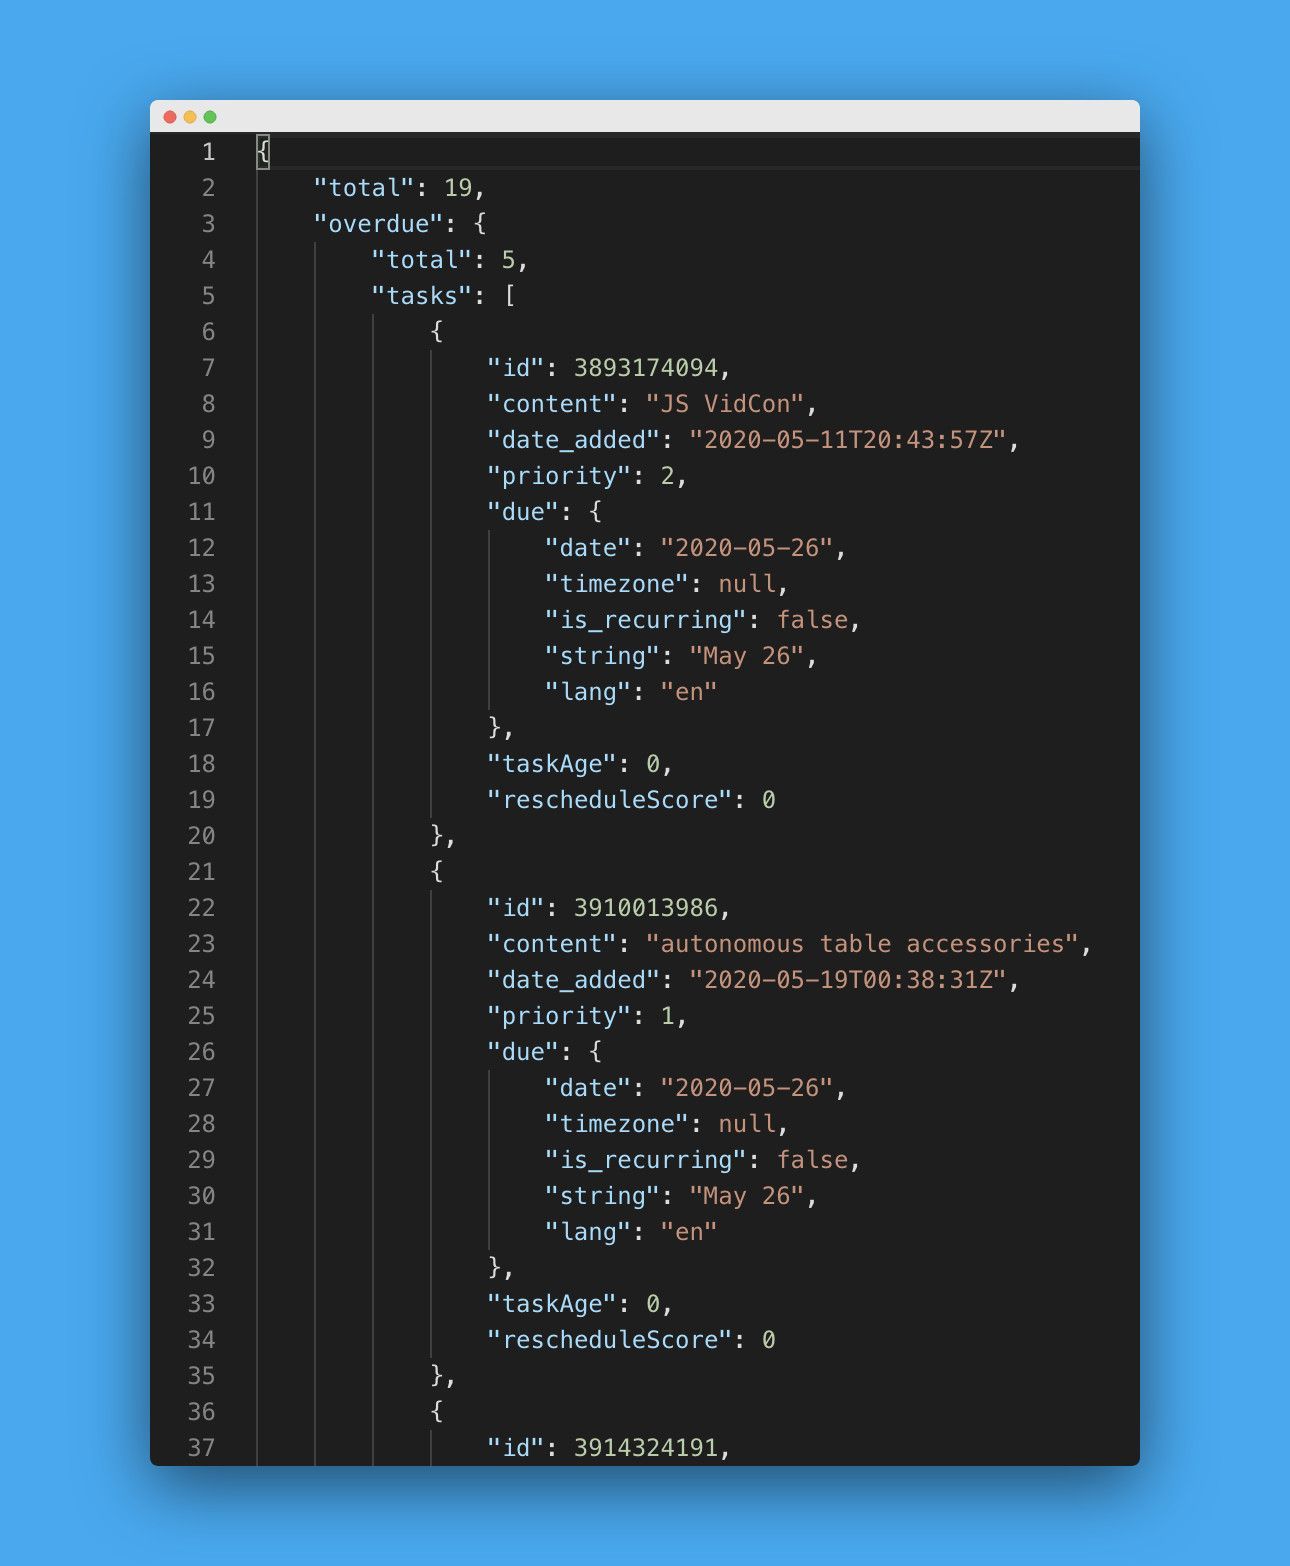 1 {
2     "total": 19,
3     "overdue": {
4         "total": 5,
5         "tasks": [
6             {
7                 "id": 3893174094,
8                 "content": "JS VidCon",
9                 "date_added": "2020-05-11T20:43:57Z",
10                 "priority": 2,
11                 "due": {
12                     "date": "2020-05-26",
13                     "timezone": null,
14                     "is_recurring": false,
15                     "string": "May 26",
16                     "lang": "en"
17                 },
18                 "taskAge": 0,
19                 "rescheduleScore": 0
20             },
21             {
22                 "id": 3910013986,
23                 "content": "autonomous table accessories",
24                 "date_added": "2020-05-19T00:38:31Z",
25                 "priority": 1,
26                 "due": {
27                     "date": "2020-05-26",
28                     "timezone": null,
29                     "is_recurring": false,
30                     "string": "May 26",
31                     "lang": "en"
32                 },
33                 "taskAge": 0,
34                 "rescheduleScore": 0
35             },
36             {
37                 "id": 3914324191,